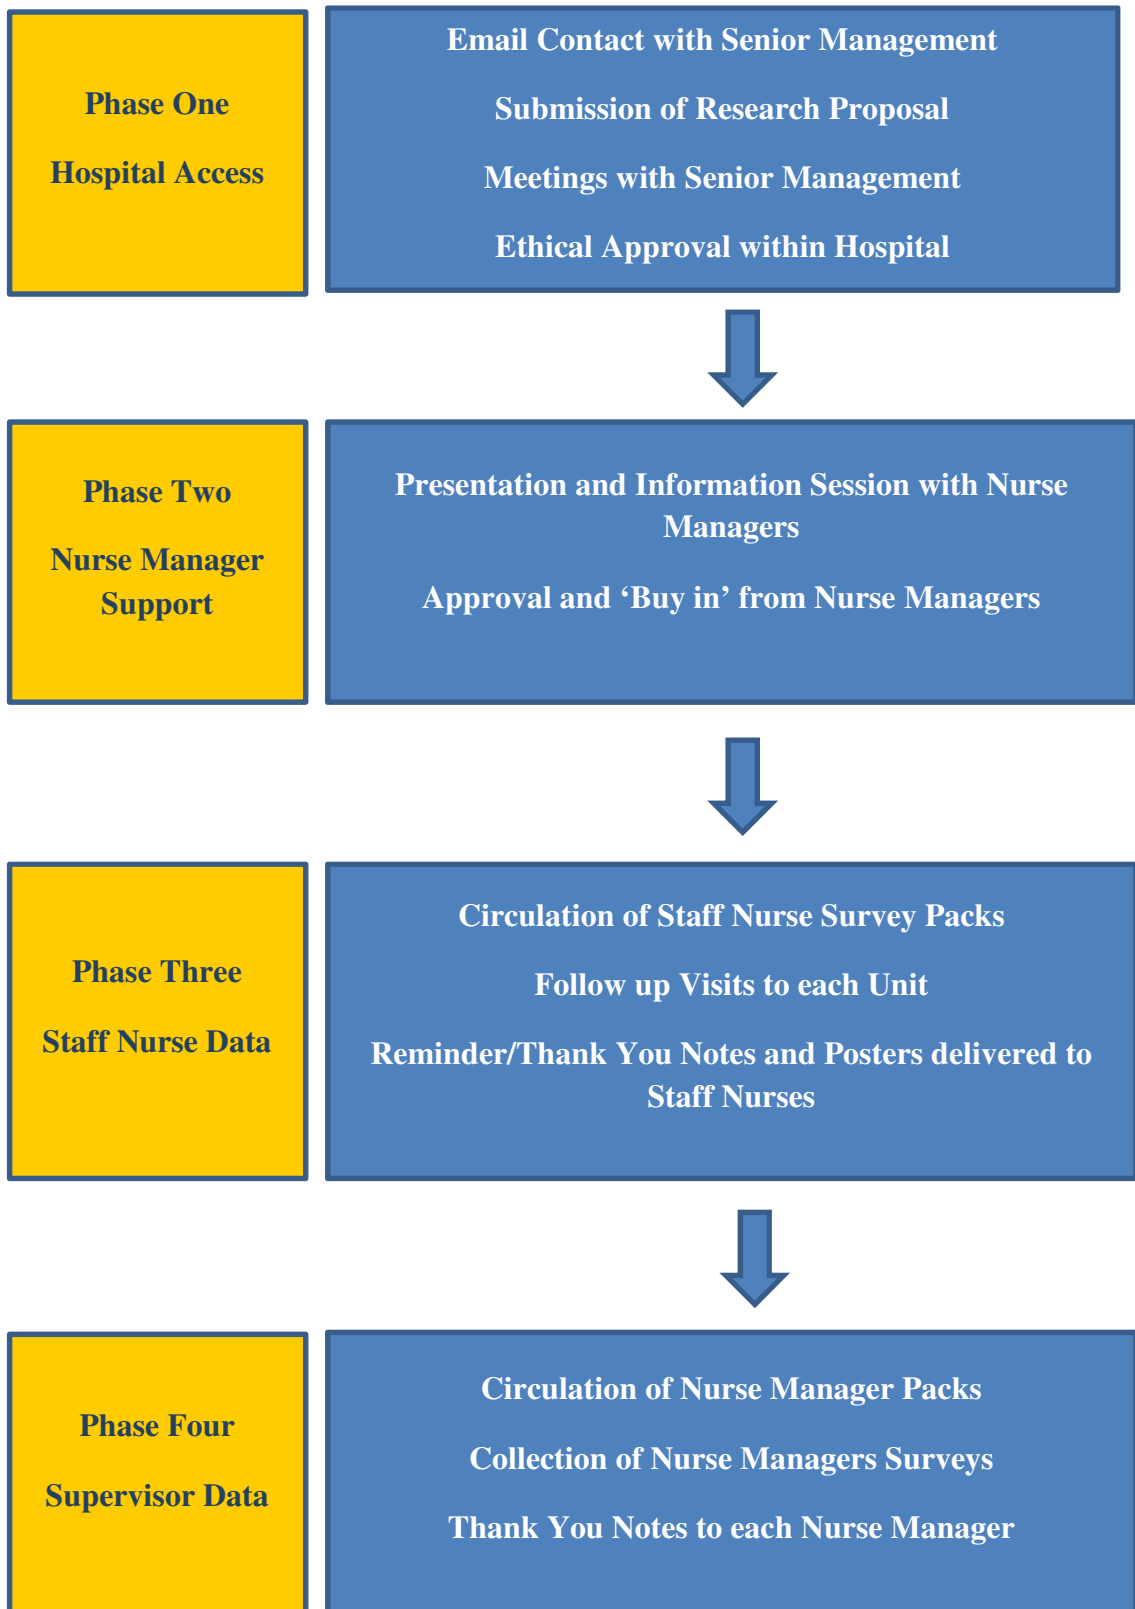 Phase One
Hospital Access
Email Contact with Senior Management
Submission of Research Proposal
Meetings with Senior Management
Ethical Approval within Hospital
Phase Two
Nurse Manager
Support
Presentation and Information Session with Nurse
Managers
Approval and ‘Buy in’ from Nurse Managers
Phase Three
Staff Nurse Data
Circulation of Staff Nurse Survey Packs
Follow up Visits to each Unit
Reminder/Thank You Notes and Posters delivered to
Staff Nurses
Phase Four
Supervisor Data
Circulation of Nurse Manager Packs
Collection of Nurse Managers Surveys
Thank You Notes to each Nurse Manager